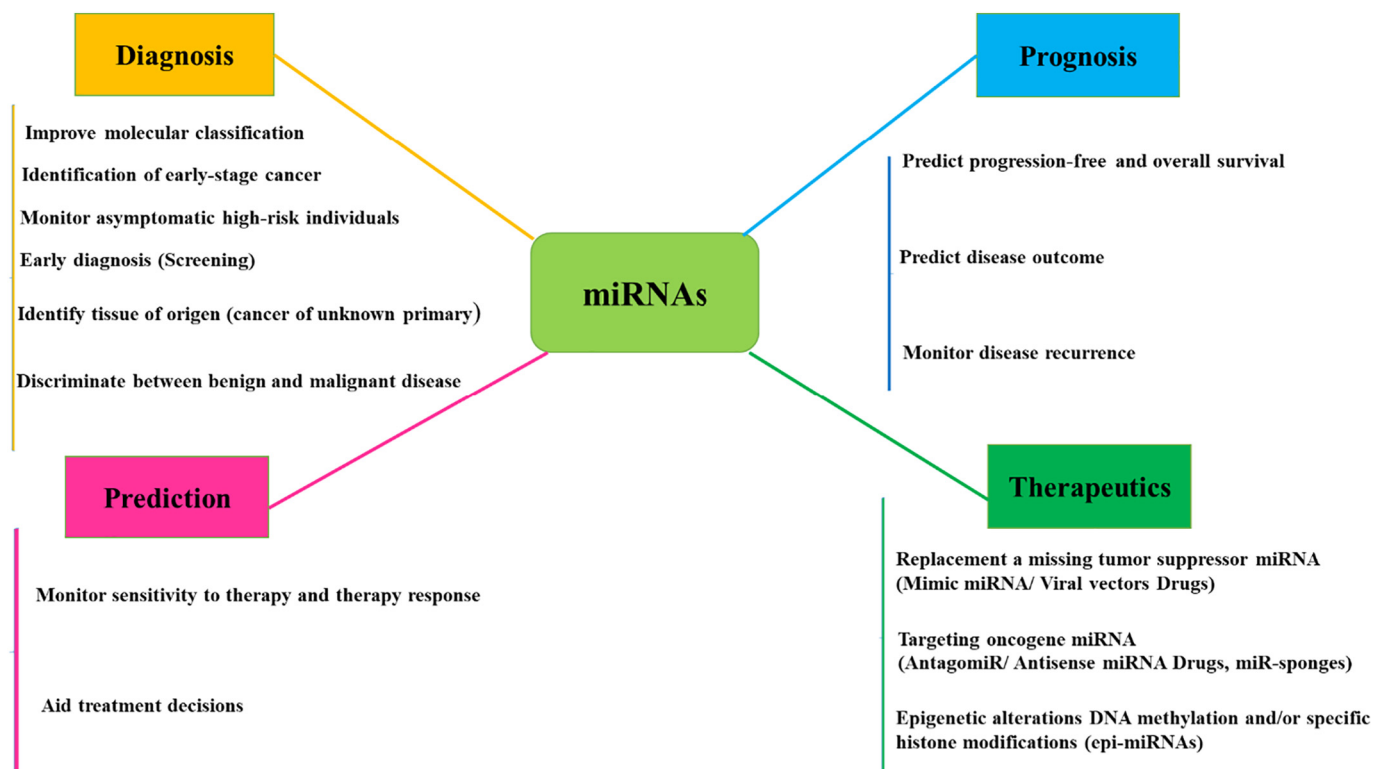 Diagnosis
Improve molecular classification
Identification of early-stage cancer
Monitor asymptomatic high-risk individuals
Early diagnosis (Screening)
Identify tissue of origin (cancer of unknown primary)
Discriminate between benign and malignant disease
Prognosis
Predict progression-free and overall survival
Predict disease outcome
Monitor disease recurrence
miRNAs
Prediction
Monitor sensitivity to therapy and therapy response
Aid treatment decisions
Therapeutics
Replacement a missing tumor suppressor miRNA
(Mimic miRNA/ Viral vectors Drugs)
Targeting oncogene miRNA
(AntagomiR/ Antisense miRNA Drugs, miR-sponges)
Epigenetic alterations DNA methylation and/or specific
histone modifications (epi-miRNAs)